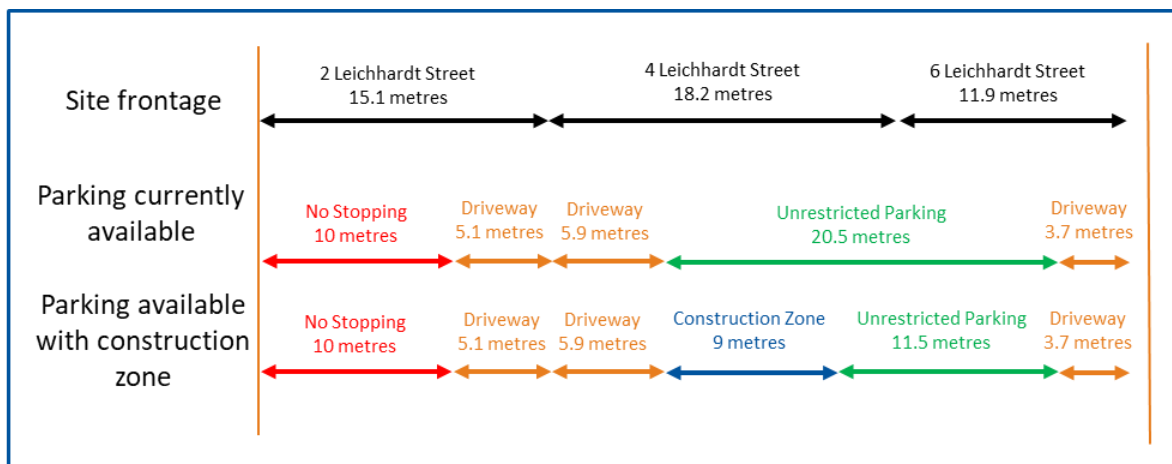 Site frontage
2 Leichhardt Street
15.1 metres
4 Leichhardt Street
18.2 metres
6 Leichhardt Street
11.9 metres
Parking currently
available
No Stopping
10 metres
Driveway
5.1 metres
Driveway
5.9 metres
Unrestricted Parking
20.5 metres
Driveway
3.7 metres
Parking available
with construction
zone
No Stopping
10 metres
Driveway
5.1 metres
Driveway
5.9 metres
Construction Zone
9 metres
Unrestricted Parking
11.5 metres
Driveway
3.7 metres